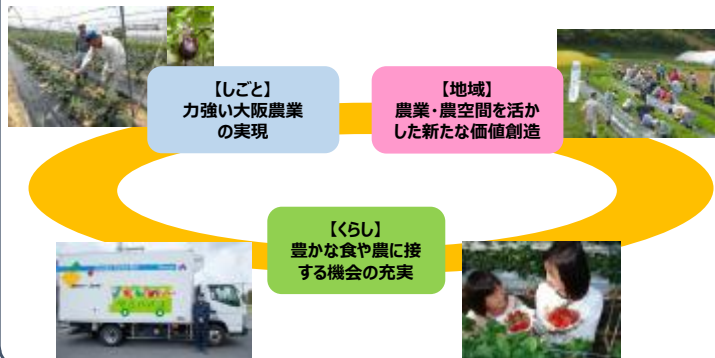 【しごと】
力強い大阪農業
の実現
【地域】
農業・農空間を活か
した新たな価値創造
【くらし】
豊かな食や農に接
する機会の充実